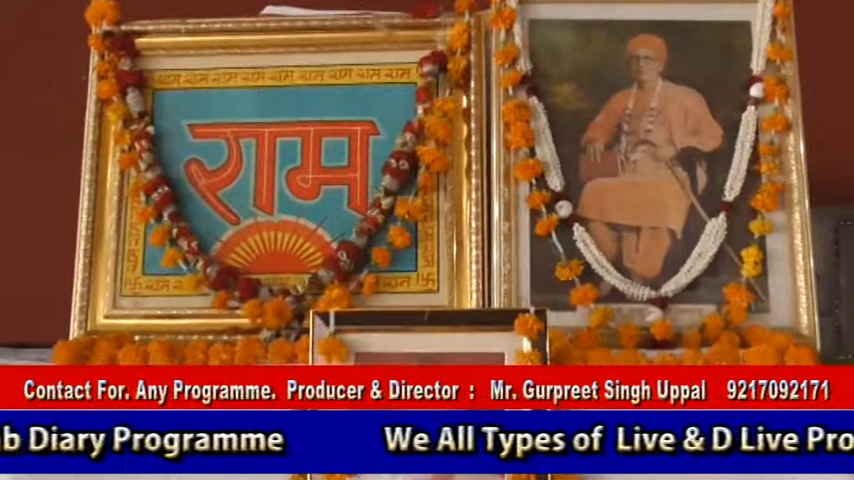 राम राम राम राम राम राम राम राम राम राम
राम
Contact For. Any Programme. Producer & Director : Mr. Gurpreet Singh Uppal 9217092171
Diary Programme We All Types of Live & D Live